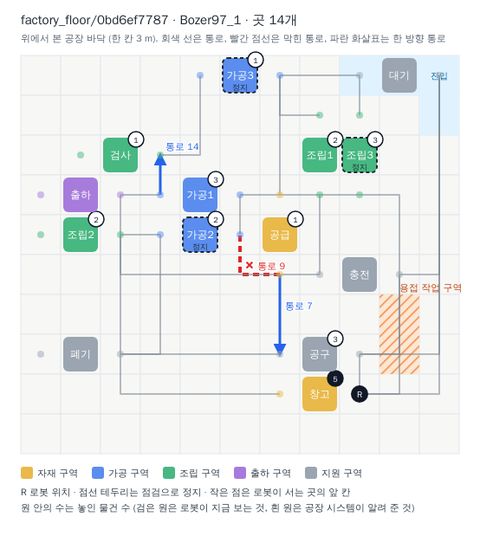 factory_floor/0bd6ef7787 · Bozer97_1 · 곳 14개
위에서 본 공장 바닥 (한 칸 3 m). 회색 선은 통로, 빨간 점선은 막힌 통로, 파란 화살표는 한 방향 통로
가공3 1
정지
대기
진입
통로 14
검사 1
조립1 2
조립3 3
정지
출하
가공1 3
조립2 2
가공2 2
정지
공급 1
✕ 통로 9
충전
용접 작업 구역
통로 7
폐기
공구 3
창고 5
R
자재 구역 가공 구역 조립 구역 출하 구역 지원 구역
R 로봇 위치 · 점선 테두리는 점검으로 정지 · 작은 점은 로봇이 서는 곳의 앞 칸
원 안의 수는 놓인 물건 수 (검은 원은 로봇이 지금 보는 것, 흰 원은 공장 시스템이 알려 준 것)